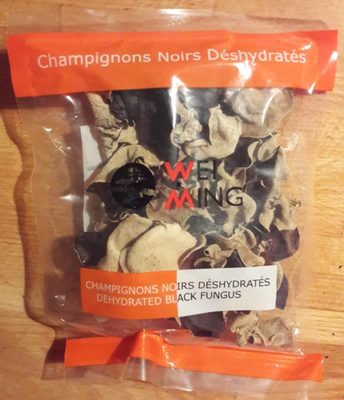 Champignons Noirs Déshydratés
WEI
MING
CHAMPIGNONS NOIRS DÉSHYDRATÉS
DEHYDRATED BLACK FUNGUS